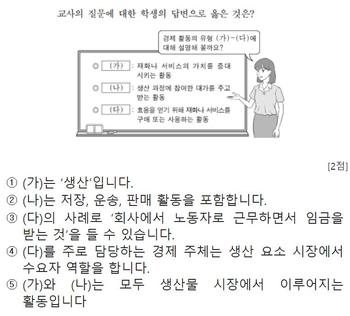 교사의 질문에 대한 학생의 답변으로 옳은 것은?
경제 활동의 유형 (가)~(다)에
대해 설명해 볼까요?
(가) : 재화나 서비스의 가치를 증대
시키는 활동
(나) : 생산 과정에 참여한 대가를 주고
받는 활동
(다) : 효용을 얻기 위해 재화나 서비스를
구매 또는 사용하는 활동
[2점]
① (가)는 '생산'입니다.
② (나)는 저장, 운송, 판매 활동을 포함합니다.
③ (다)의 사례로 '회사에서 노동자로 근무하면서 임금을
받는 것'을 들 수 있습니다.
④ (다)를 주로 담당하는 경제 주체는 생산 요소 시장에서
수요자 역할을 합니다.
⑤ (가)와 (나)는 모두 생산물 시장에서 이루어지는
활동입니다